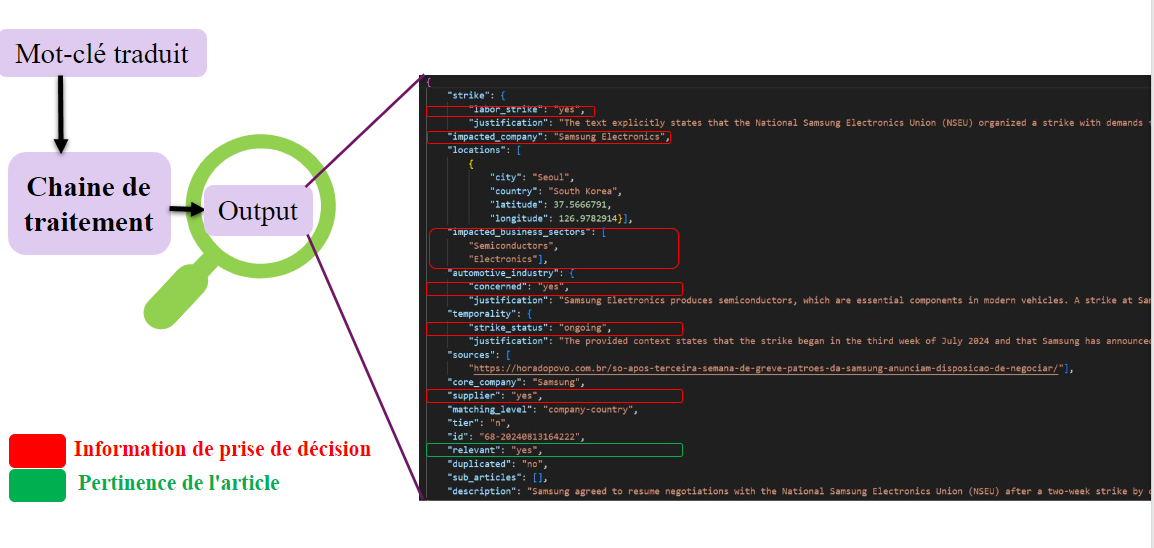 Mot-clé traduit
Chaine de
traitement
Output
Information de prise de décision
Pertinence de l'article
{
"strike": {
"labor_strike": "yes",
"justification": "The text explicitly states that the National Samsung Electronics Union (NSEU) organized a strike with demands
"impacted_company": "Samsung Electronics",
"locations": [
{
"city": "Seoul",
"country": "South Korea",
"latitude": 37.5666791,
"longitude": 126.9782914}],
"impacted_business_sectors": [
"Semiconductors",
"Electronics"],
"automotive_industry": {
"concerned": "yes",
"justification": "Samsung Electronics produces semiconductors, which are essential components in modern vehicles. A strike at Sam
"temporality": {
"strike_status": "ongoing",
"justification": "The provided context states that the strike began in the third week of July 2024 and that Samsung has announced
"sources": [
"https://horadopovo.com.br/so-apos-terceira-semana-de-greve-patroes-da-samsung-anunciam-disposicao-de-negociar/"],
"core_company": "Samsung",
"supplier": "yes",
"matching_level": "company-country",
"tier": "n",
"id": "68-20240813164222",
"relevant": "yes",
"duplicated": "no",
"sub_articles": [],
"description": "Samsung agreed to resume negotiations with the National Samsung Electronics Union (NSEU) after a two-week strike by